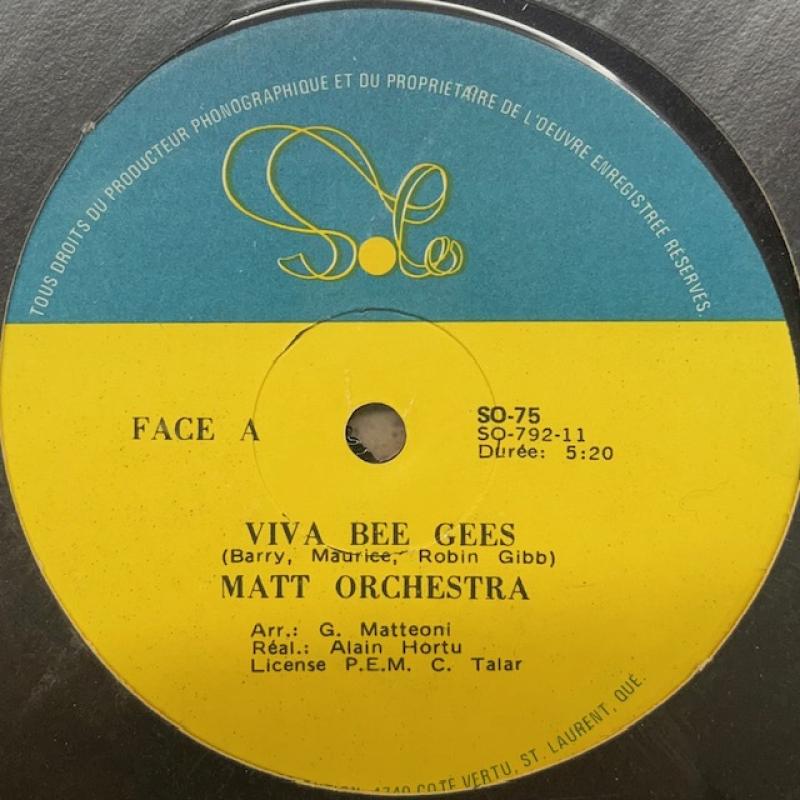 TOUS DROITS DU PRODUCTEUR PHONOGRAPHIQUE ET DU PROPRIETAIRE DE L'OEUVRE ENREGISTREE RESERVES.
Soleo
FACE A
SO-75
SO-792-11
Durée: 5:20
VIVA BEE GEES
(Barry, Maurice, Robin Gibb)
MATT ORCHESTRA
Arr.: G. Matteoni
Réal.: Alain Hortu
License P.E.M. C. Talar
4740 COTE VERTU, ST. LAURENT, QUE.